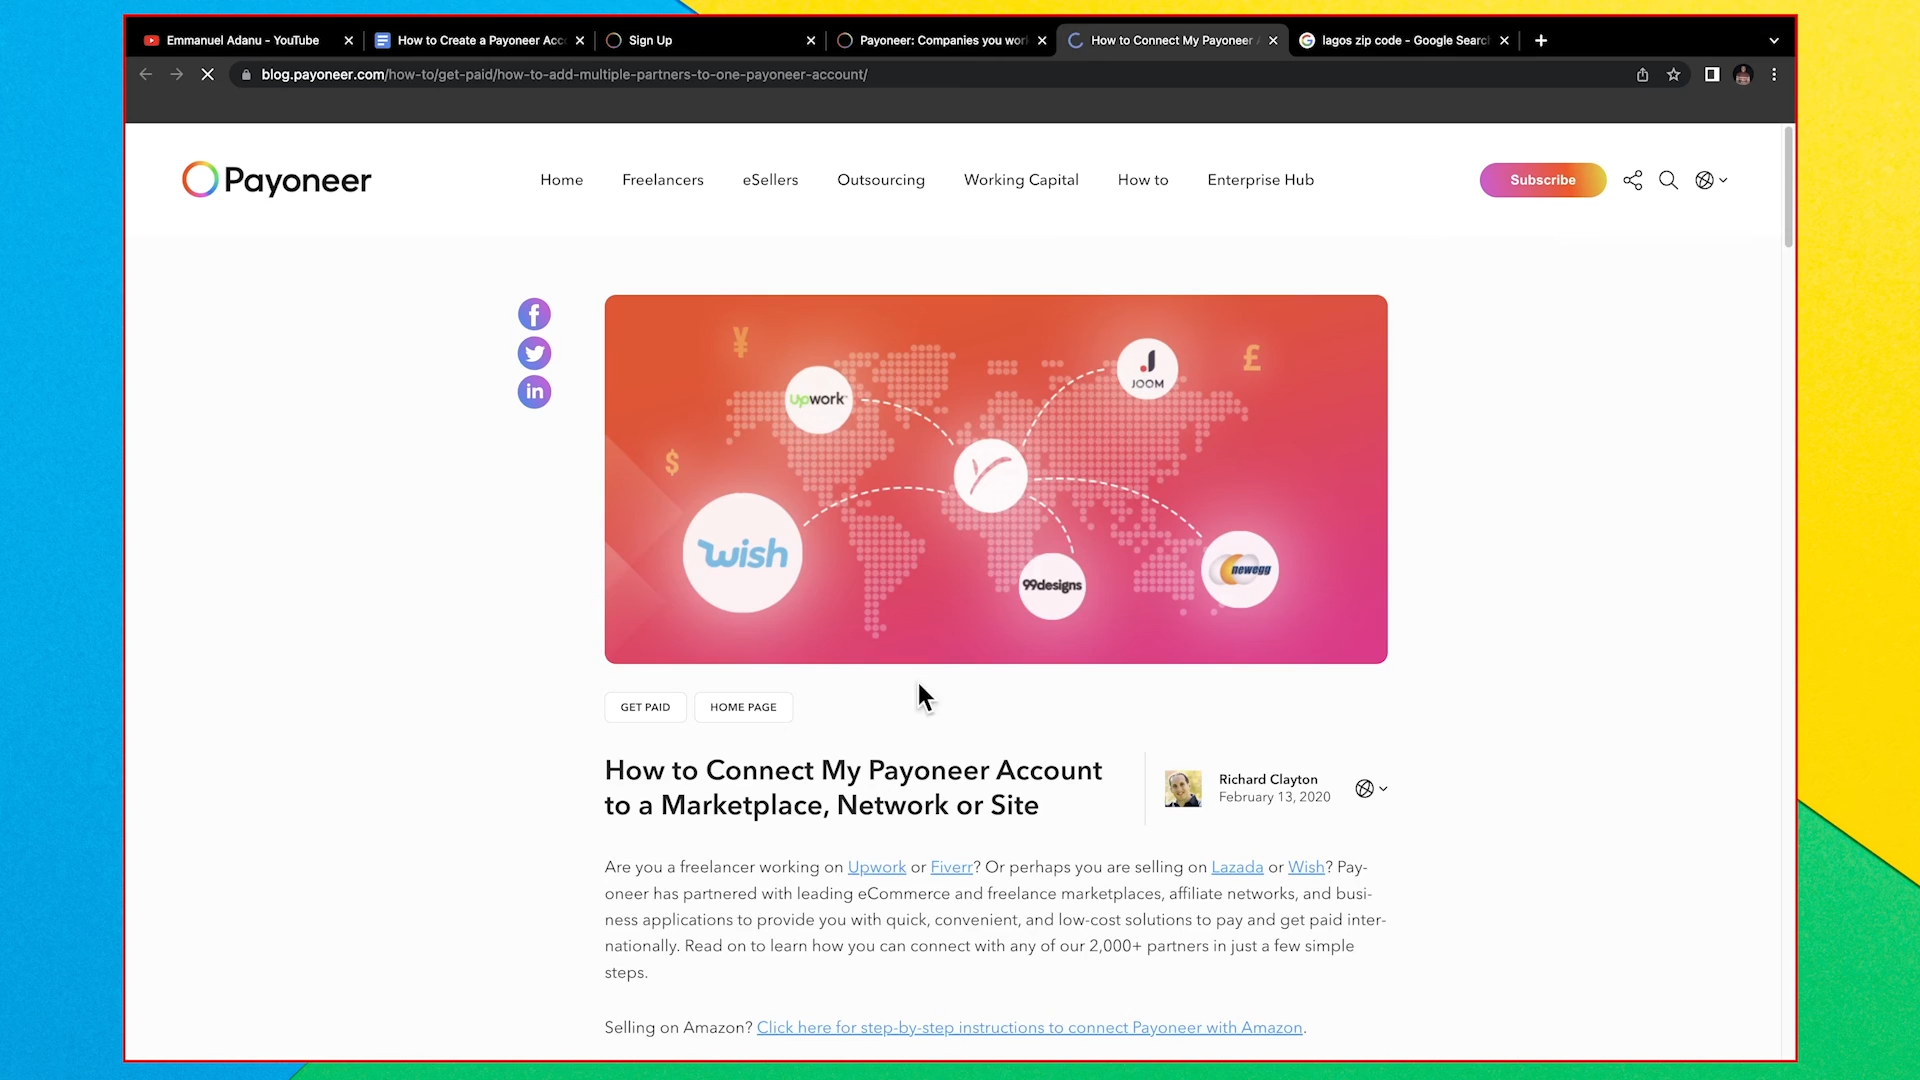 Emmanuel Adanu - YouTube
How to Create a Payoneer Acc
Sign Up
Payoneer: Companies you wor
How to Connect My Payoneer
lagos zip code - Google Search
blog.payoneer.com/how-to/get-paid/how-to-add-multiple-partners-to-one-payoneer-account/
Payoneer
Home
Freelancers
eSellers
Outsourcing
Working Capital
How to
Enterprise Hub
Subscribe
¥
£
$
upwork
JOOM
wish
99designs
newegg
GET PAID
HOME PAGE
How to Connect My Payoneer Account
to a Marketplace, Network or Site
Richard Clayton
February 13, 2020
Are you a freelancer working on Upwork or Fiverr? Or perhaps you are selling on Lazada or Wish? Pay-
oneer has partnered with leading eCommerce and freelance marketplaces, affiliate networks, and busi-
ness applications to provide you with quick, convenient, and low-cost solutions to pay and get paid inter-
nationally. Read on to learn how you can connect with any of our 2,000+ partners in just a few simple
steps.
Selling on Amazon? Click here for step-by-step instructions to connect Payoneer with Amazon.